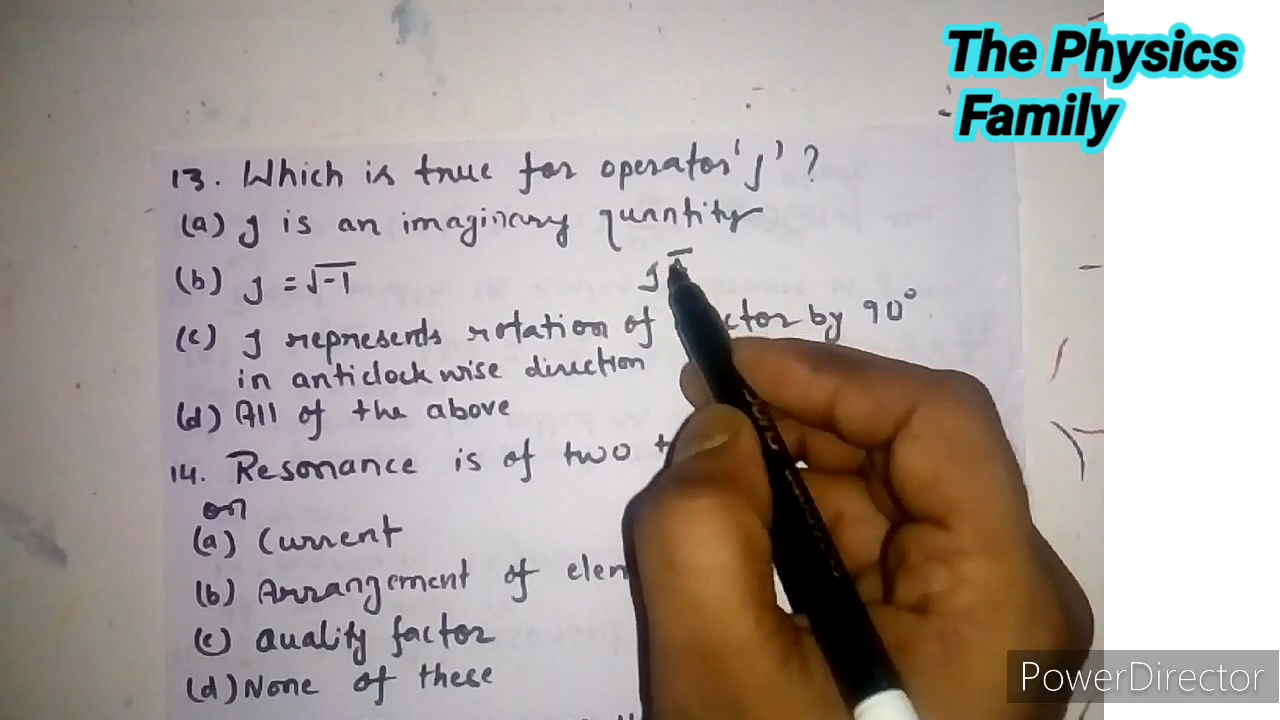 The Physics
Family
13. Which is true for operator 'j' ?
(a) j is an imaginary quantity
(b) j = √-1
j
(c) j represents rotation of by 90°
in anticlockwise direction
(d) All of the above
14. Resonance is of two
on
(a) Current
(b) Arrangement of
(c) Quality factor
(d) None of these
PowerDirector